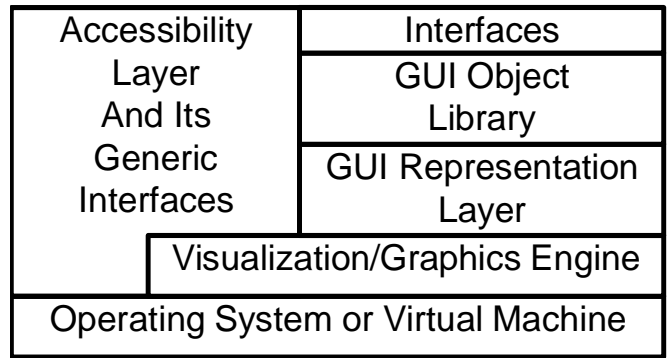 Accessibility
Layer
And Its
Generic
Interfaces
Interfaces
GUI Object
Library
GUI Representation
Layer
Visualization/Graphics Engine
Operating System or Virtual Machine